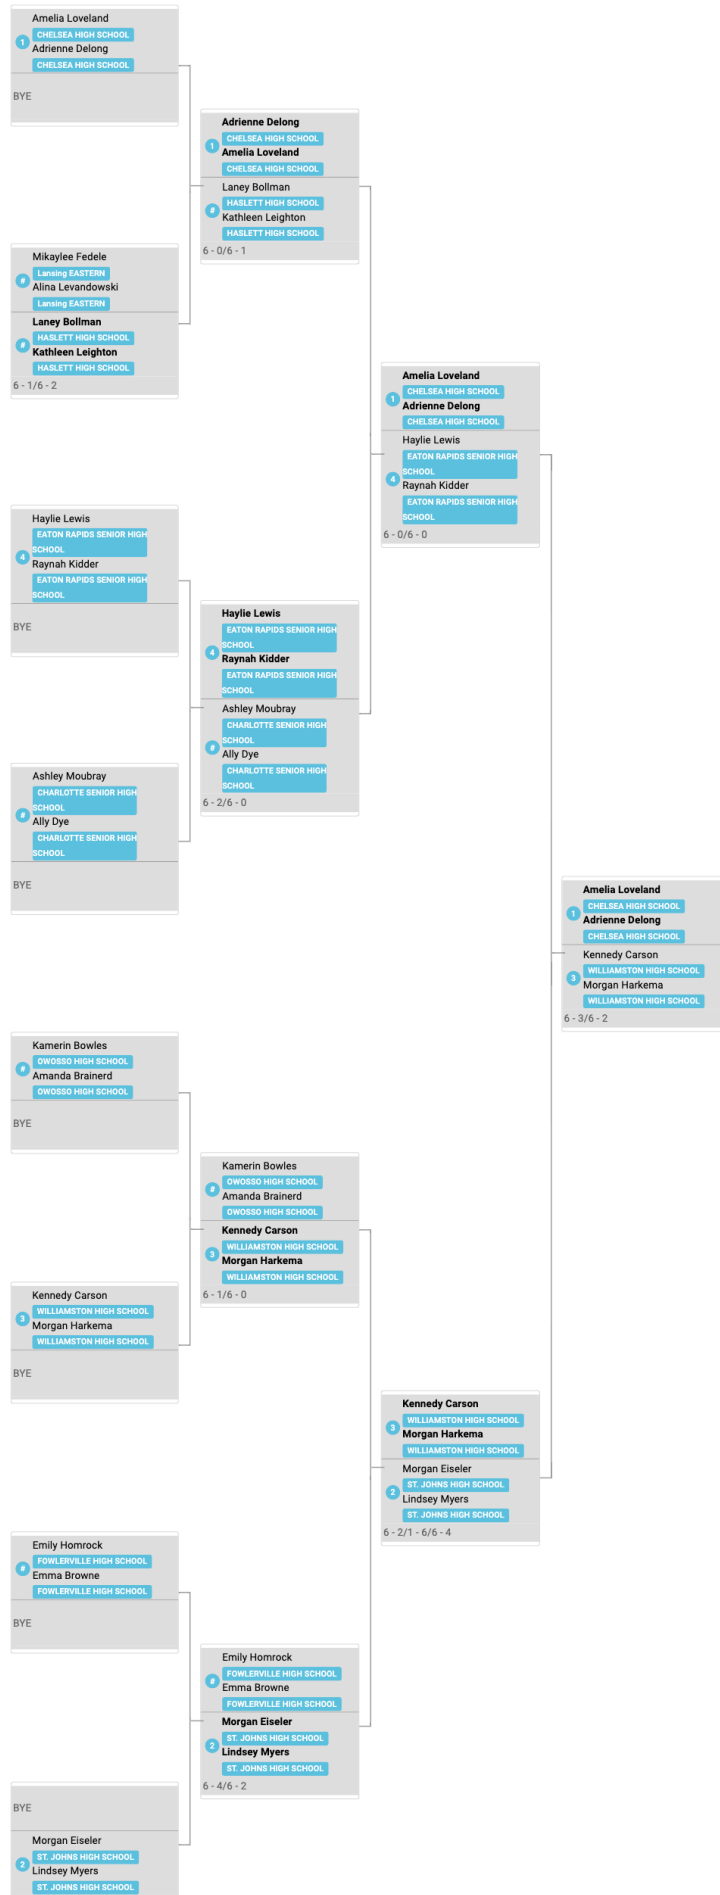 Amelia Loveland
1
CHELSEA HIGH SCHOOL
Adrienne Delong
CHELSEA HIGH SCHOOL
BYE
Mikaylee Fedele
#
Lansing EASTERN
Alina Levandowski
Lansing EASTERN
Laney Bollman
#
HASLETT HIGH SCHOOL
Kathleen Leighton
HASLETT HIGH SCHOOL
6 - 1/6 - 2
Haylie Lewis
4
EATON RAPIDS SENIOR HIGH
SCHOOL
Raynah Kidder
EATON RAPIDS SENIOR HIGH
SCHOOL
BYE
Ashley Moubray
#
CHARLOTTE SENIOR HIGH
SCHOOL
Ally Dye
CHARLOTTE SENIOR HIGH
SCHOOL
BYE
Kamerin Bowles
#
OWOSSO HIGH SCHOOL
Amanda Brainerd
OWOSSO HIGH SCHOOL
BYE
Kennedy Carson
3
WILLIAMSTON HIGH SCHOOL
Morgan Harkema
WILLIAMSTON HIGH SCHOOL
BYE
Emily Homrock
#
FOWLERVILLE HIGH SCHOOL
Emma Browne
FOWLERVILLE HIGH SCHOOL
BYE
BYE
Morgan Eiseler
2
ST. JOHNS HIGH SCHOOL
Lindsey Myers
ST. JOHNS HIGH SCHOOL
Adrienne Delong
1
CHELSEA HIGH SCHOOL
Amelia Loveland
CHELSEA HIGH SCHOOL
Laney Bollman
#
HASLETT HIGH SCHOOL
Kathleen Leighton
HASLETT HIGH SCHOOL
6 - 0/6 - 1
Haylie Lewis
4
EATON RAPIDS SENIOR HIGH
SCHOOL
Raynah Kidder
EATON RAPIDS SENIOR HIGH
SCHOOL
Ashley Moubray
#
CHARLOTTE SENIOR HIGH
SCHOOL
Ally Dye
CHARLOTTE SENIOR HIGH
SCHOOL
6 - 2/6 - 0
Kamerin Bowles
#
OWOSSO HIGH SCHOOL
Amanda Brainerd
OWOSSO HIGH SCHOOL
Kennedy Carson
3
WILLIAMSTON HIGH SCHOOL
Morgan Harkema
WILLIAMSTON HIGH SCHOOL
6 - 1/6 - 0
Emily Homrock
#
FOWLERVILLE HIGH SCHOOL
Emma Browne
FOWLERVILLE HIGH SCHOOL
Morgan Eiseler
2
ST. JOHNS HIGH SCHOOL
Lindsey Myers
ST. JOHNS HIGH SCHOOL
6 - 4/6 - 2
Amelia Loveland
1
CHELSEA HIGH SCHOOL
Adrienne Delong
CHELSEA HIGH SCHOOL
Haylie Lewis
4
EATON RAPIDS SENIOR HIGH
SCHOOL
Raynah Kidder
EATON RAPIDS SENIOR HIGH
SCHOOL
6 - 0/6 - 0
Kennedy Carson
3
WILLIAMSTON HIGH SCHOOL
Morgan Harkema
WILLIAMSTON HIGH SCHOOL
Morgan Eiseler
2
ST. JOHNS HIGH SCHOOL
Lindsey Myers
ST. JOHNS HIGH SCHOOL
6 - 2/1 - 6/6 - 4
Amelia Loveland
1
CHELSEA HIGH SCHOOL
Adrienne Delong
CHELSEA HIGH SCHOOL
Kennedy Carson
3
WILLIAMSTON HIGH SCHOOL
Morgan Harkema
WILLIAMSTON HIGH SCHOOL
6 - 3/6 - 2